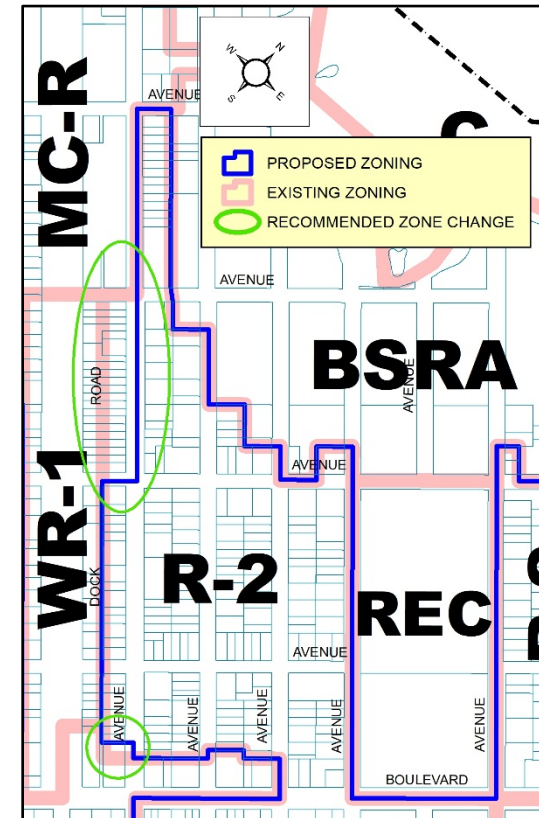 AVENUE
W
N
S
E
MC-R
PROPOSED ZONING
EXISTING ZONING
RECOMMENDED ZONE CHANGE
AVENUE
ROAD
BSRA
AVENUE
AVENUE
WR-1
DOCK
R-2
REC
AVENUE
AVENUE
AVENUE
AVENUE
AVENUE
AVENUE
BOULEVARD